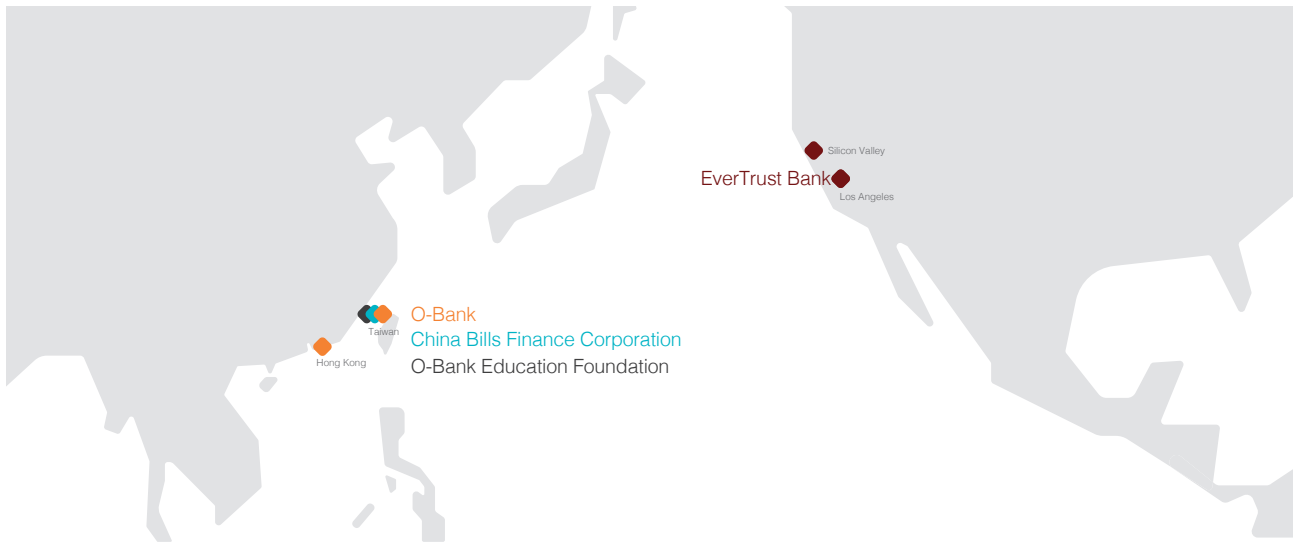 Silicon Valley
EverTrust Bank
Los Angeles
O-Bank
Taiwan
China Bills Finance Corporation
Hong Kong
O-Bank Education Foundation